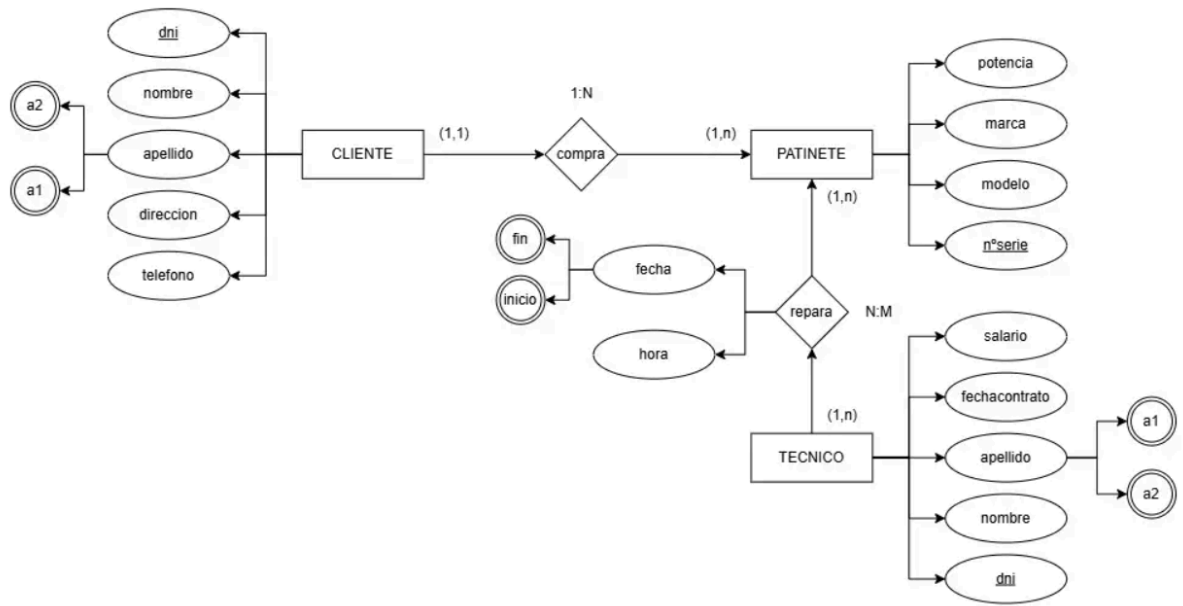 dni
nombre
apellido
direccion
telefono
a2
a1
CLIENTE
(1,1)
1:N
compra
(1,n)
PATINETE
potencia
marca
modelo
nºserie
(1,n)
fin
inicio
fecha
hora
repara
N:M
(1,n)
TECNICO
salario
fechacontrato
apellido
nombre
dni
a1
a2